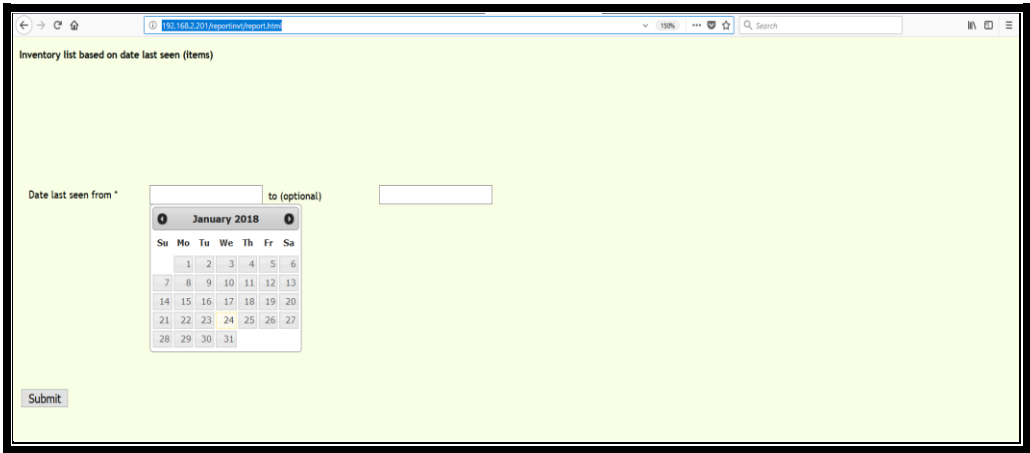 192.168.2.201/reportinvt/report.html 150% Search
Inventory list based on date last seen (items)
Date last seen from * to (optional)
January 2018
Su Mo Tu We Th Fr Sa
1 2 3 4 5 6
7 8 9 10 11 12 13
14 15 16 17 18 19 20
21 22 23 24 25 26 27
28 29 30 31
Submit